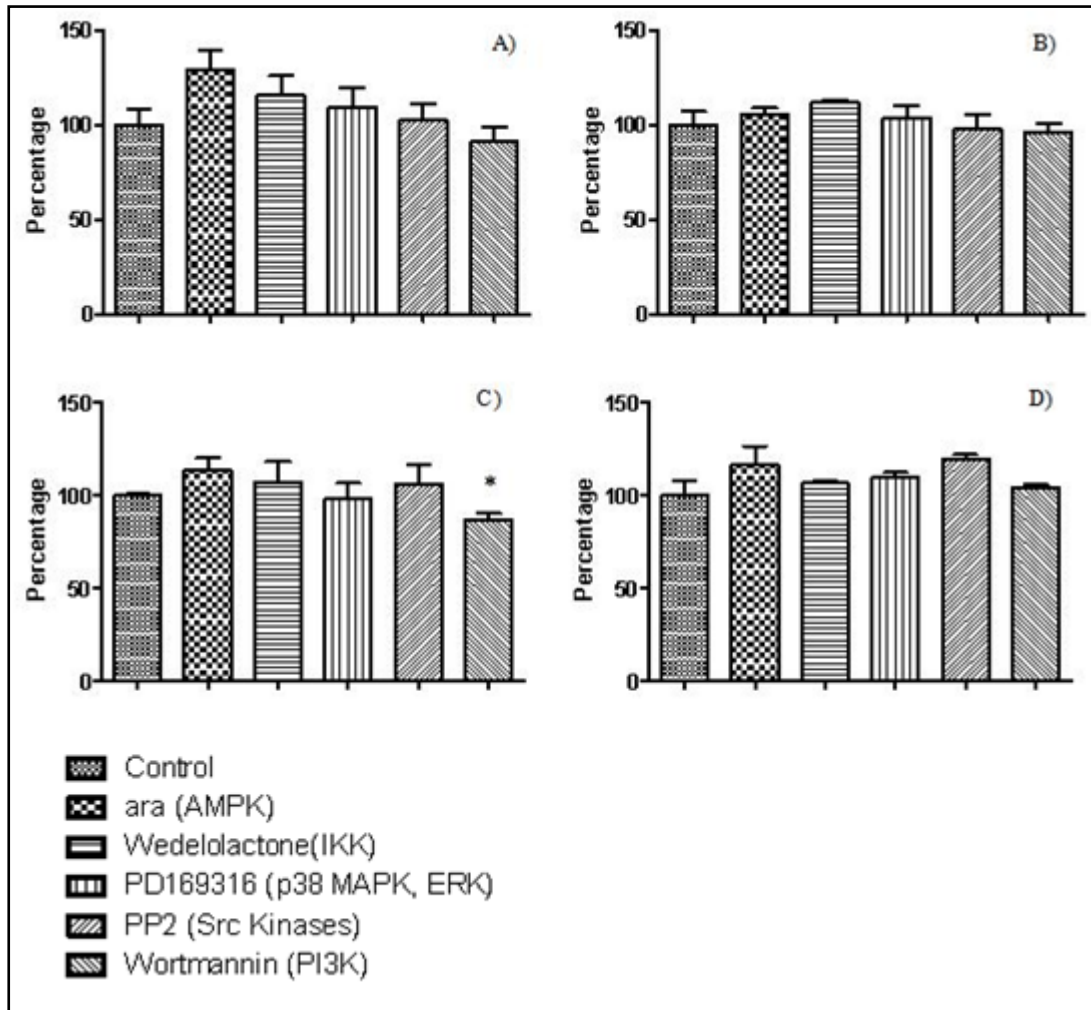 A)
150
100
50
0
Percentage
B)
150
100
50
0
Percentage
C)
150
100
50
0
Percentage
*
D)
150
100
50
0
Percentage
Control
ara (AMPK)
Wedelolactone(IKK)
PD169316 (p38 MAPK, ERK)
PP2 (Src Kinases)
Wortmannin (PI3K)